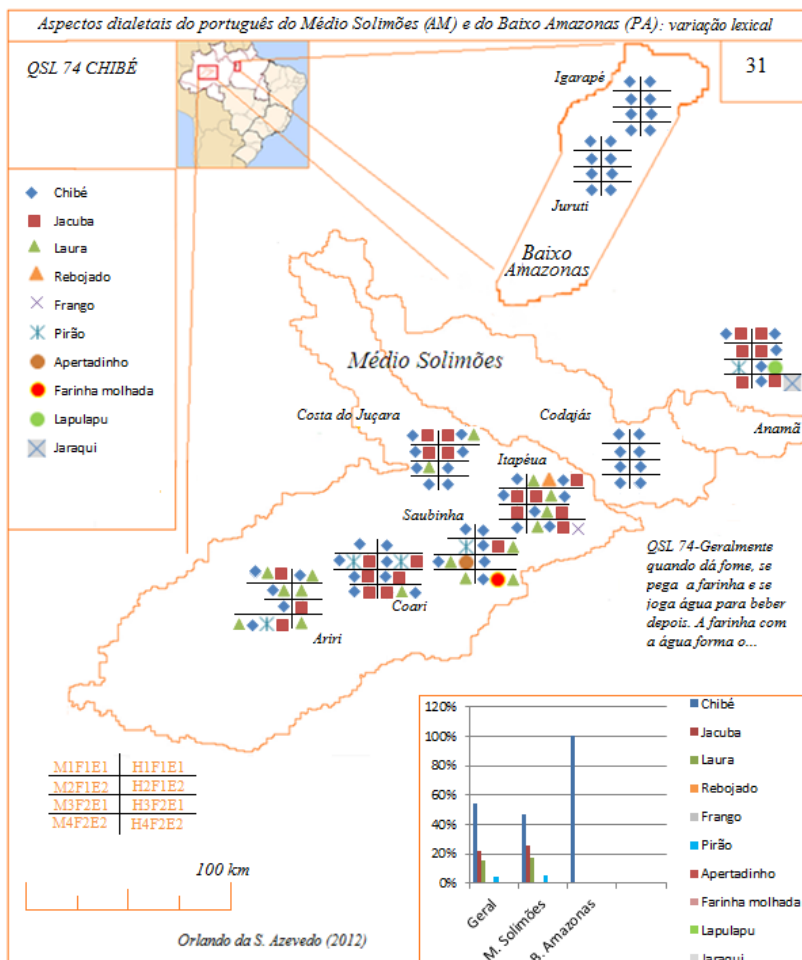 Aspectos dialetais do português do Médio Solimões (AM) e do Baixo Amazonas (PA): variação lexical
QSL 74 CHIBÉ
31
Igarapé
Juruti
Baixo
Amazonas
Chibé
Jacuba
Laura
Rebojado
Frango
Pirão
Apertadinho
Farinha molhada
Lapulapu
Jaraqui
Médio Solimões
Costa do Juçara
Codajás
Anamã
Itapéua
Saubinha
Coari
Ariri
QSL 74-Geralmente
quando dá fome, se
pega a farinha e se
joga água para beber
depois. A farinha com
a água forma o...
M1F1E1 H1F1E1
M2F1E2 H2F1E2
M3F2E1 H3F2E1
M4F2E2 H4F2E2
100 km
Orlando da S. Azevedo (2012)
120%
100%
80%
60%
40%
20%
0%
Geral
M. Solimões
B. Amazonas
Chibé
Jacuba
Laura
Rebojado
Frango
Pirão
Apertadinho
Farinha molhada
Lapulapu
Jaraqui